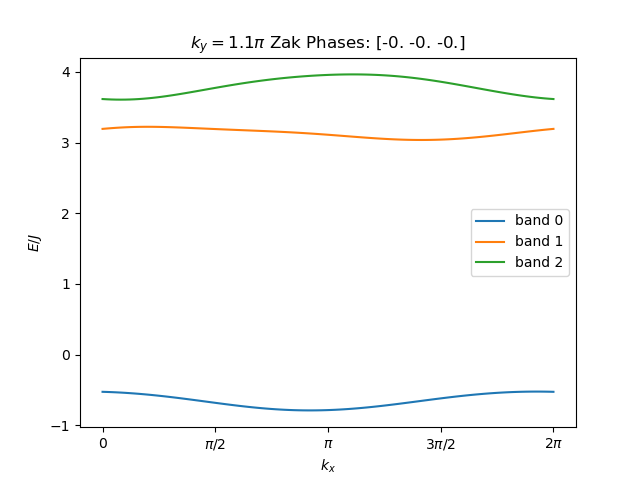 $k_y = 1.1\pi$ Zak Phases: [-0. -0. -0.]
4
3
2
1
0
−1
E/J
band 0
band 1
band 2
0
π/2
π
3π/2
2π
$k_x$